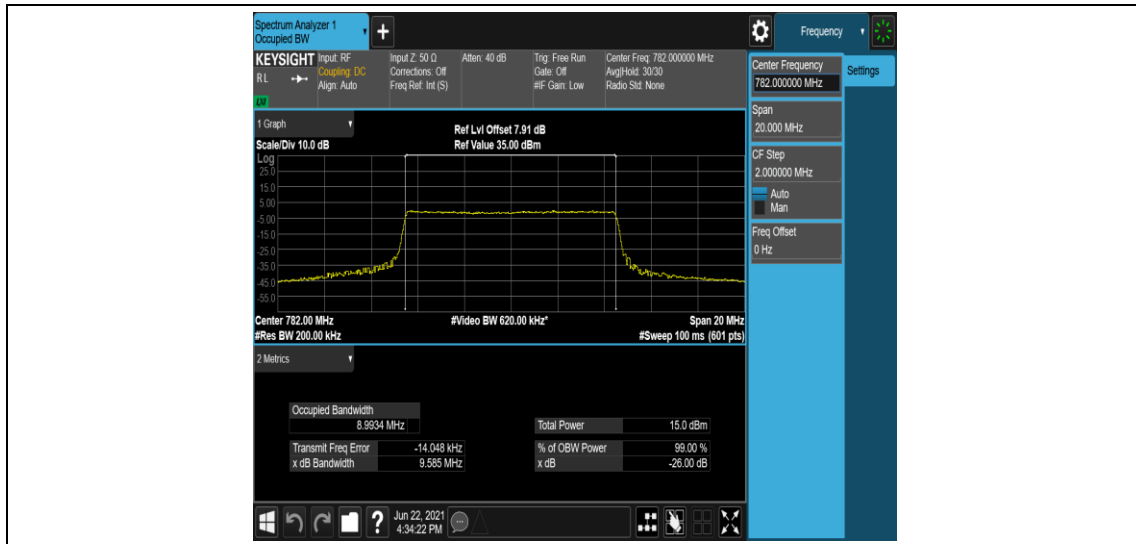 Spectrum Analyzer 1
Occupied BW
+
Frequency
KEYSIGHT
RL
LXI
Input: RF
Coupling: DC
Align: Auto
Input Z: 50 Ω
Corrections: Off
Freq Ref: Int (S)
Atten: 40 dB
Trig: Free Run
Gate: Off
#IF Gain: Low
Center Freq: 782.000000 MHz
Avg|Hold: 30/30
Radio Std: None
Center Frequency
782.000000 MHz
Settings
Span
20.000 MHz
CF Step
2.000000 MHz
Auto
Man
Freq Offset
0 Hz
1 Graph
Scale/Div 10.0 dB
Ref Lvl Offset 7.91 dB
Ref Value 35.00 dBm
Log
25.0
15.0
5.00
-5.00
-15.0
-25.0
-35.0
-45.0
-55.0
Center 782.00 MHz
#Video BW 620.00 kHz*
Span 20 MHz
#Res BW 200.00 kHz
#Sweep 100 ms (601 pts)
2 Metrics
Occupied Bandwidth
8.9934 MHz
Total Power 15.0 dBm
Transmit Freq Error -14.048 kHz
% of OBW Power 99.00 %
x dB Bandwidth 9.585 MHz
x dB -26.00 dB
?
Jun 22, 2021
4:34:22 PM